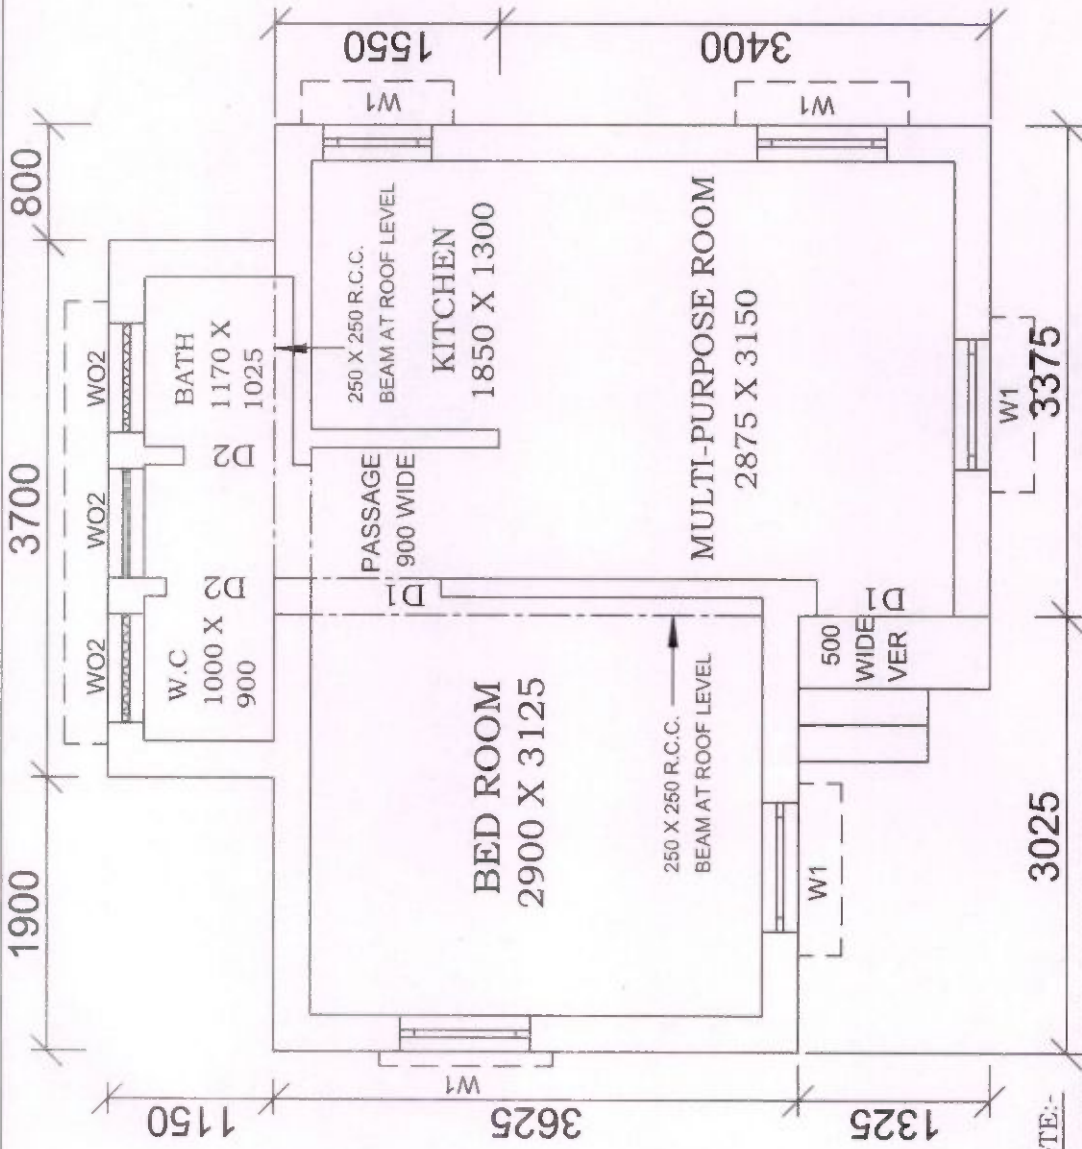 1900
3700
800
1150
3625
1325
1550
3400
3025
3375
WO2
WO2
WO2
W.C
1000 X
900
D2
D2
BATH
1170 X
1025
250 X 250 R.C.C.
BEAM AT ROOF LEVEL
KITCHEN
1850 X 1300
PASSAGE
900 WIDE
D1
BED ROOM
2900 X 3125
250 X 250 R.C.C.
BEAM AT ROOF LEVEL
MULTI-PURPOSE ROOM
2875 X 3150
D1
500
WIDE
VER
W1
W1
W1
W1
W1
TE:-